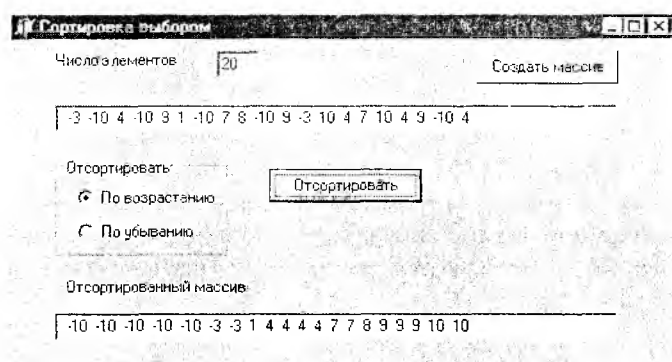 Сортировка выбором
Число элементов 20 Создать массив
-3 -10 4 -10 9 1 -10 7 8 -10 9 -3 10 4 7 10 4 9 -10 4
Отсортировать
По возрастанию Отсортировать
По убыванию
Отсортированный массив
-10 -10 -10 -10 -10 -3 -3 1 4 4 4 4 7 7 8 9 9 9 10 10